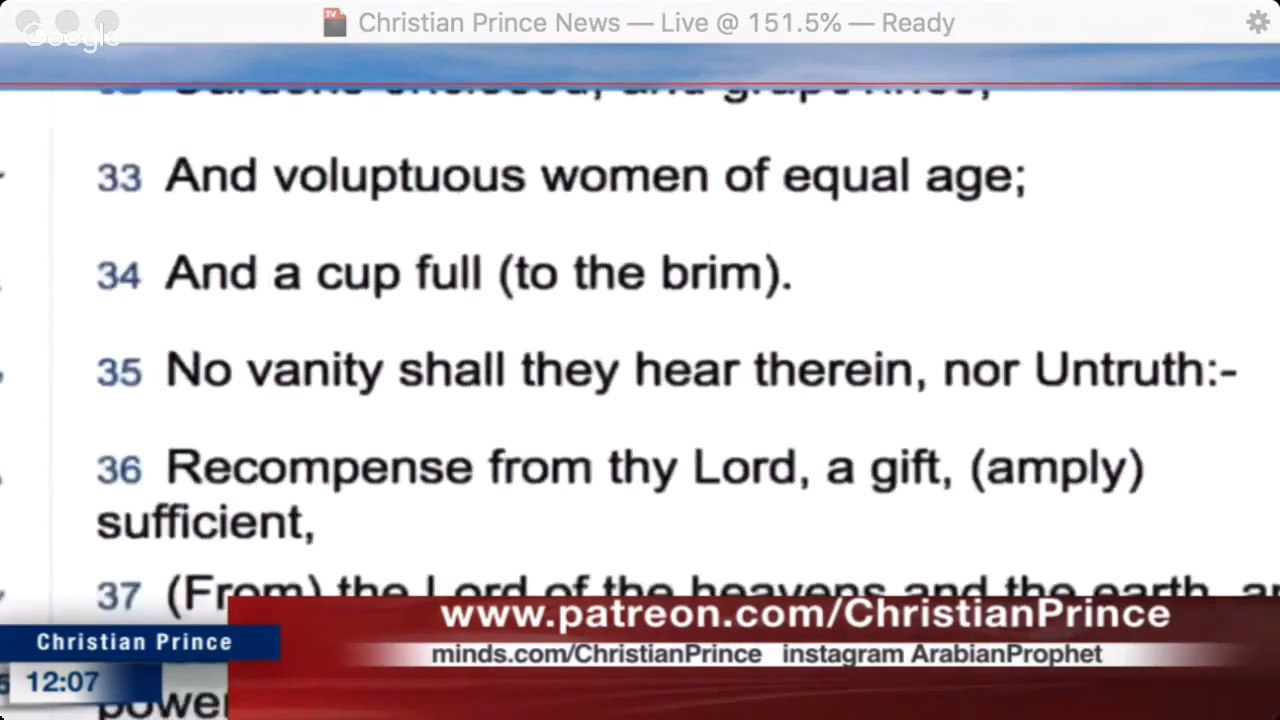 Christian Prince News — Live @ 151.5% — Ready
Google
33 And voluptuous women of equal age;
34 And a cup full (to the brim).
35 No vanity shall they hear therein, nor Untruth:-
36 Recompense from thy Lord, a gift, (amply)
sufficient,
37 (From) the Lord of the heavens and the earth,
www.patreon.com/ChristianPrince
Christian Prince
minds.com/ChristianPrince instagram ArabianProphet
12:07